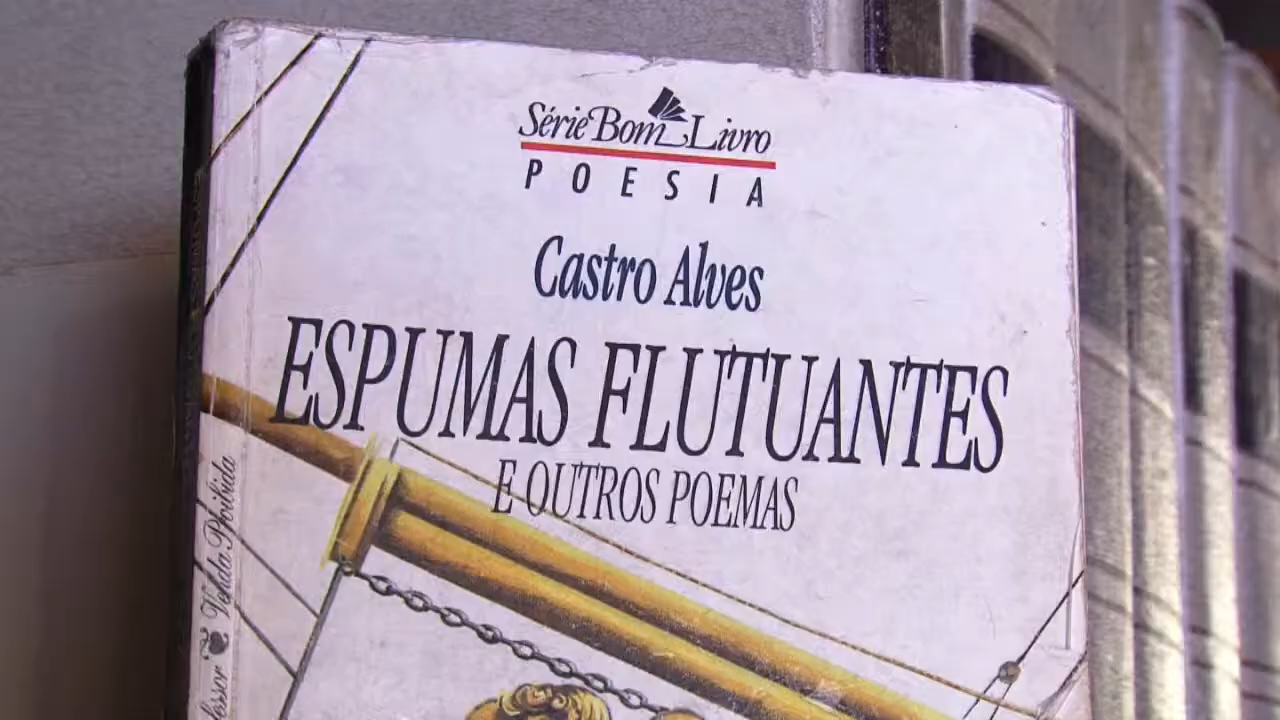 Série Bom Livro
POESIA
Castro Alves
ESPUMAS FLUTUANTES
E OUTROS POEMAS
Venda Proibida